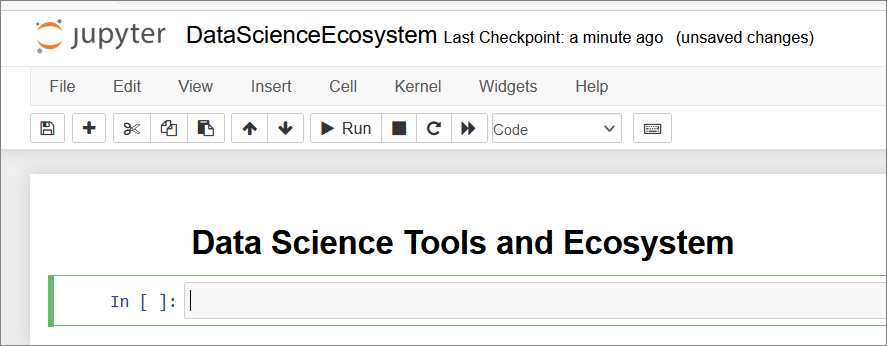 jupyter DataScienceEcosystem Last Checkpoint: a minute ago (unsaved changes)
File Edit View Insert Cell Kernel Widgets Help
Run Code
Data Science Tools and Ecosystem
In [ ]: